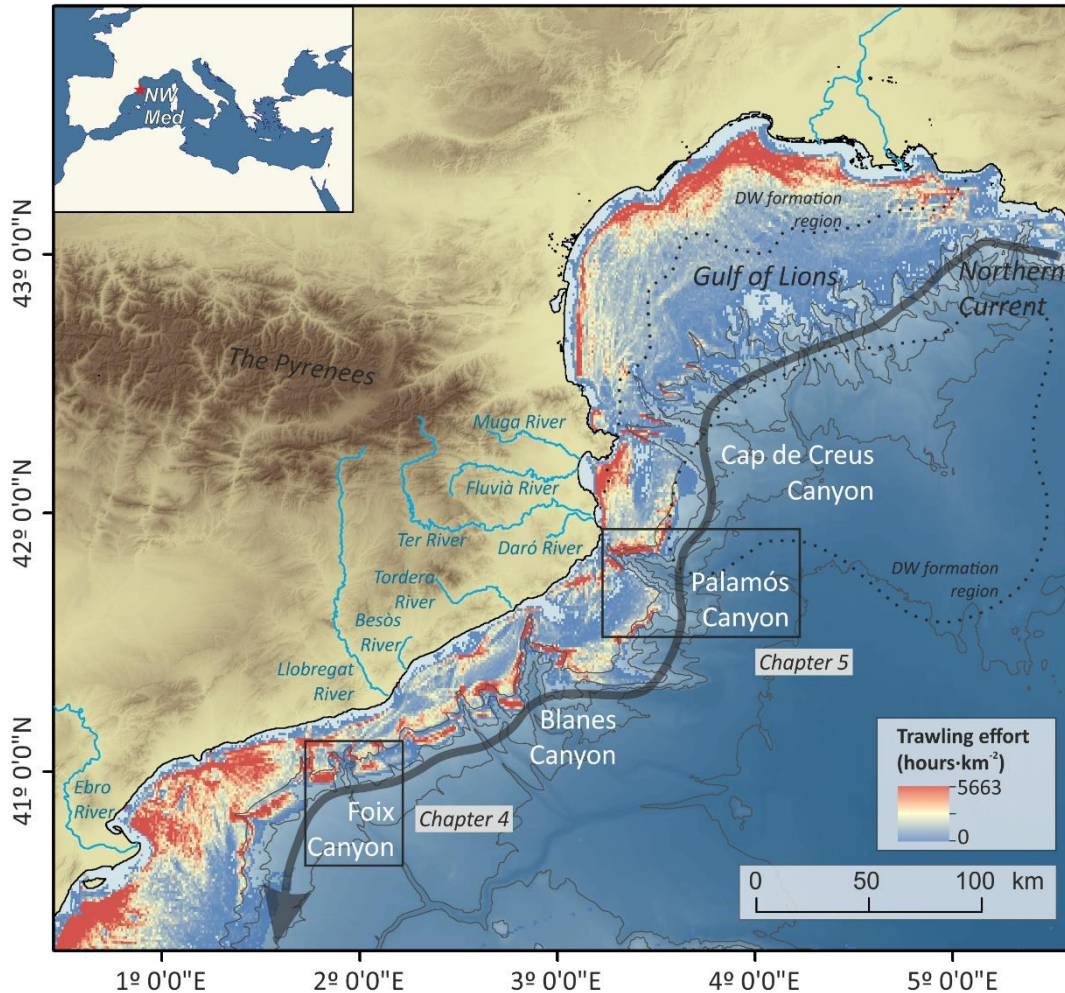 NW
Med
43º 0'0"N
42º 0'0"N
41º 0'0"N
DW formation
region
Gulf of Lions
Northern
Current
The Pyrenees
Muga River
Fluvià River
Ter River
Daró River
Tordera
River
Besòs
River
Llobregat
River
Ebro
River
Cap de Creus
Canyon
Palamós
Canyon
DW formation
region
Chapter 5
Blanes
Canyon
Foix
Canyon
Chapter 4
Trawling effort
(hours·km⁻²)
5663
0
0 50 100 km
1º 0'0"E 2º 0'0"E 3º 0'0"E 4º 0'0"E 5º 0'0"E